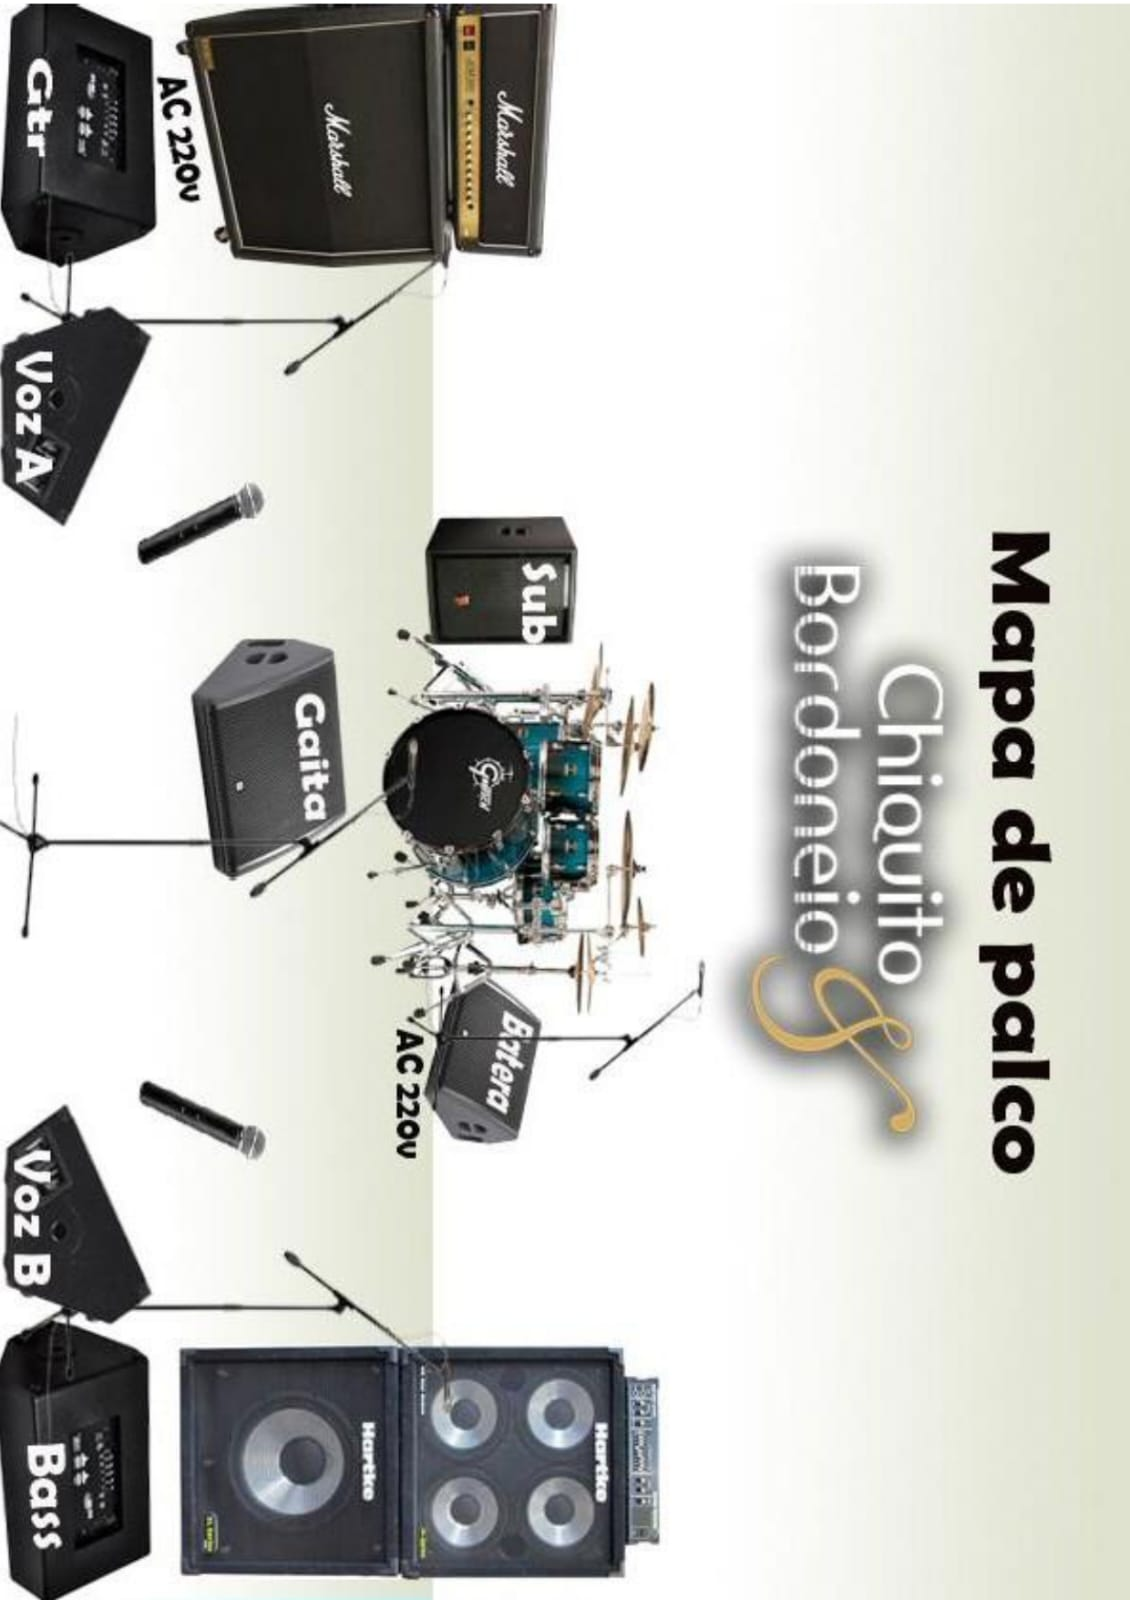 Mapa de palco
Chiquito
&
Bordoneio
Marshall
Marshall
AC 220v
Gtr
Voz A
Sub
Gaita
Gretsch
Batera
AC 220v
Voz B
Hartke
Hartke
Bass